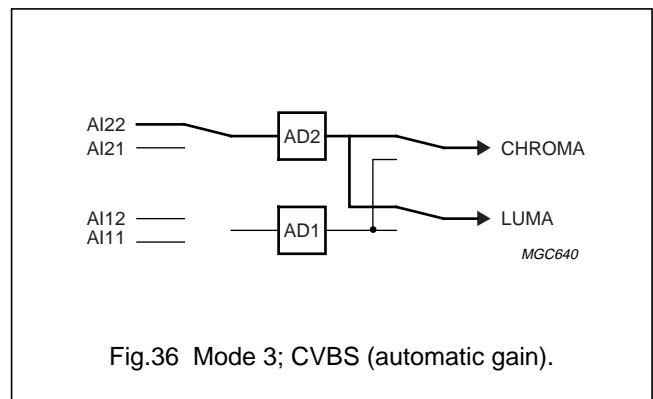 AI22
AI21
AD2
CHROMA
AI12
AI11
AD1
LUMA
MGC640
Fig.36 Mode 3; CVBS (automatic gain).